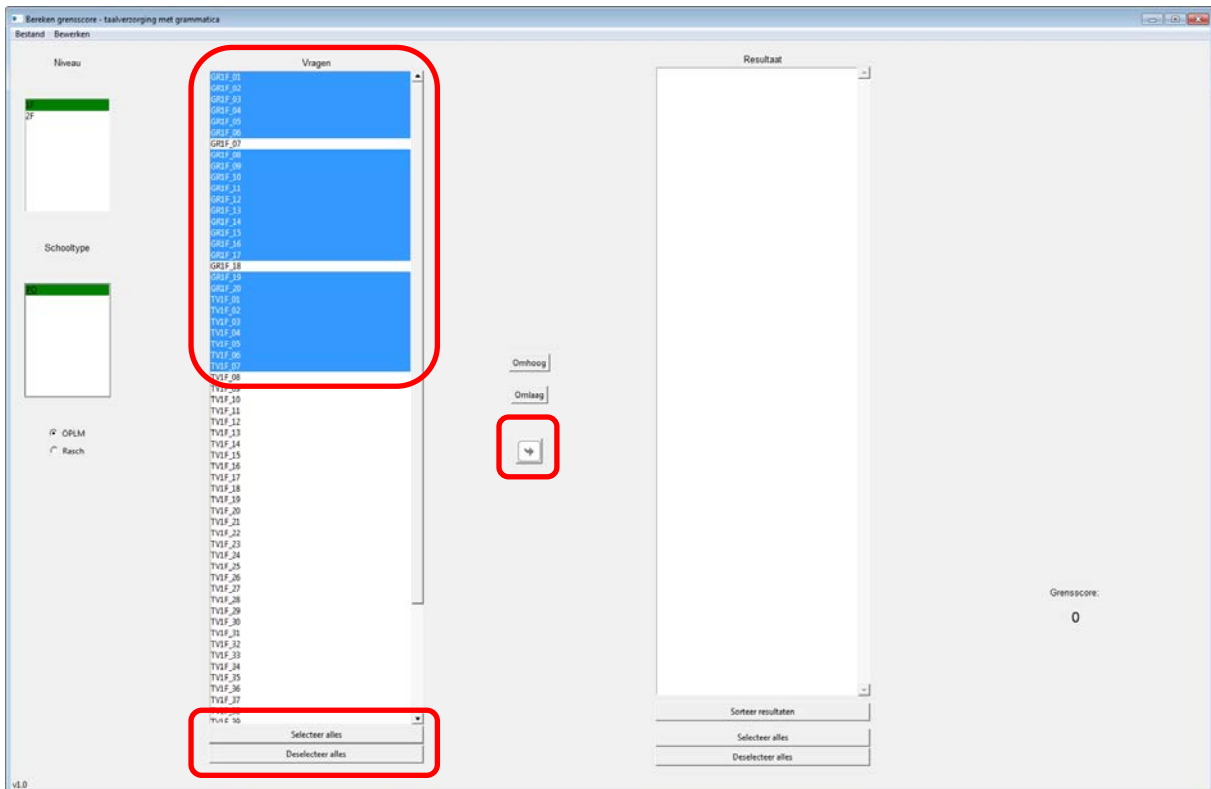 Bereken grensscore - taalverzorging met grammatica
Bestand Bewerken
Niveau
1F
2F
Schooltype
PO
OPLM
Rasch
Vragen
GR1F_01
GR1F_02
GR1F_03
GR1F_04
GR1F_05
GR1F_06
GR1F_07
GR1F_08
GR1F_09
GR1F_10
GR1F_11
GR1F_12
GR1F_13
GR1F_14
GR1F_15
GR1F_16
GR1F_17
GR1F_18
GR1F_19
GR1F_20
TV1F_01
TV1F_02
TV1F_03
TV1F_04
TV1F_05
TV1F_06
TV1F_07
TV1F_08
TV1F_09
TV1F_10
TV1F_11
TV1F_12
TV1F_13
TV1F_14
TV1F_15
TV1F_16
TV1F_17
TV1F_18
TV1F_19
TV1F_20
TV1F_21
TV1F_22
TV1F_23
TV1F_24
TV1F_25
TV1F_26
TV1F_27
TV1F_28
TV1F_29
TV1F_30
TV1F_31
TV1F_32
TV1F_33
TV1F_34
TV1F_35
TV1F_36
TV1F_37
Selecteer alles
Deselecteer alles
Omhoog
Omlaag
Resultaat
Sorteer resultaten
Selecteer alles
Deselecteer alles
Grensscore:
0
v1.0